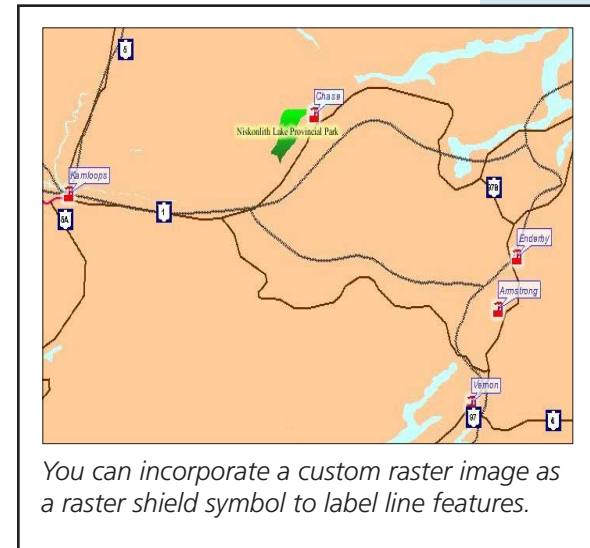 5
Chase
Niskonlith Lake Provincial Park
Kamloops
5A
1
97B
Enderby
Armstrong
Vernon
97
4
You can incorporate a custom raster image as
a raster shield symbol to label line features.